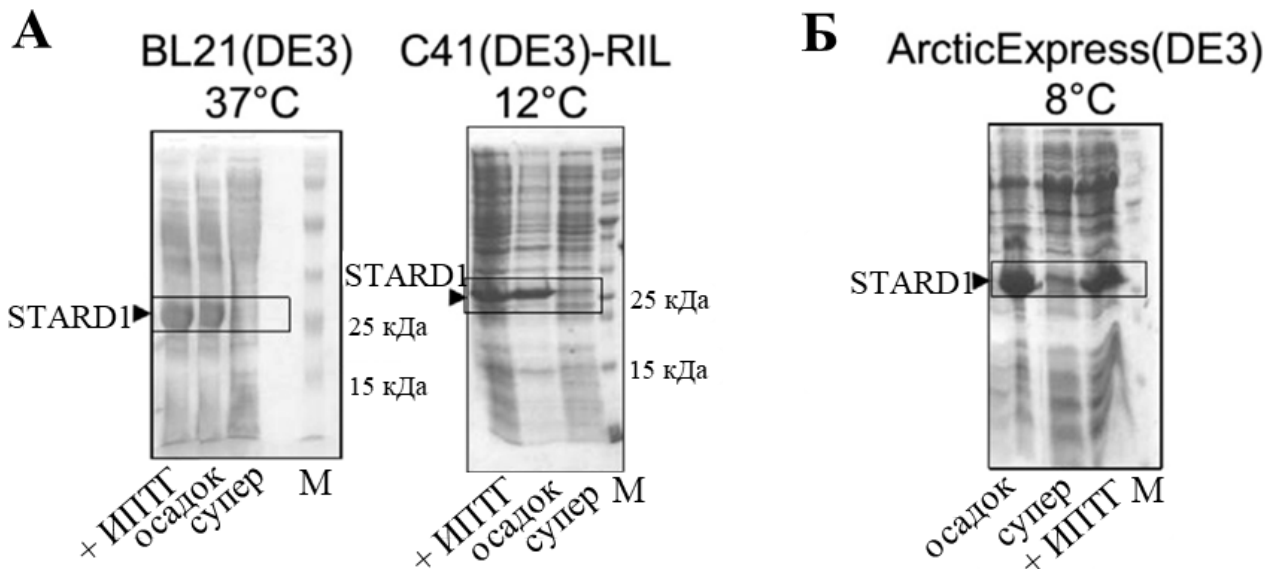 А
BL21(DE3)
37°C
C41(DE3)-RIL
12°C
Б
ArcticExpress(DE3)
8°C
STARD1
25 кДа
15 кДа
+ ИПТГ
осадок
супер
М
STARD1
25 кДа
15 кДа
+ ИПТГ
осадок
супер
М
STARD1
осадок
супер
+ ИПТГ
М